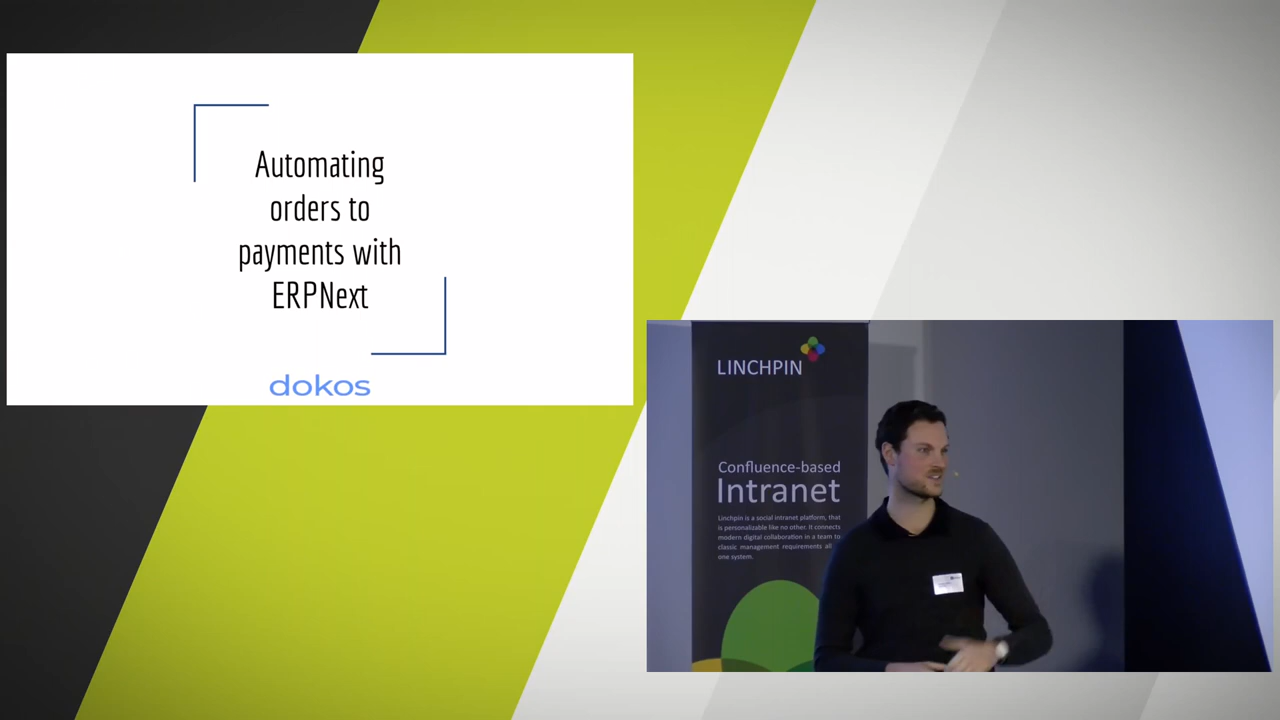 Automating
orders to
payments with
ERPNext
dokos
LINCHPIN
Confluence-based
Intranet
Linchpin is a social intranet platform, that
is personalizable like no other. It connects
modern digital collaboration in a team to
classic management requirements all
one system.